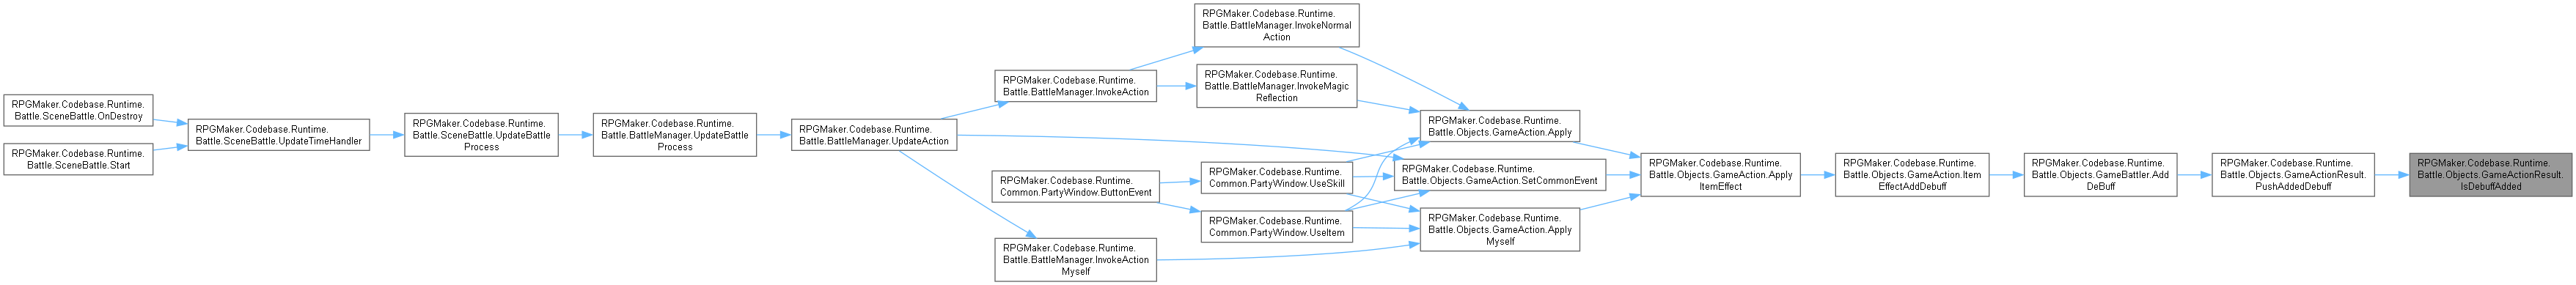 RPGMaker.Codebase.Runtime.
Battle.SceneBattle.OnDestroy
RPGMaker.Codebase.Runtime.
Battle.SceneBattle.Start
RPGMaker.Codebase.Runtime.
Battle.SceneBattle.UpdateTimeHandler
RPGMaker.Codebase.Runtime.
Battle.SceneBattle.UpdateBattle
Process
RPGMaker.Codebase.Runtime.
Battle.BattleManager.UpdateBattle
Process
RPGMaker.Codebase.Runtime.
Battle.BattleManager.UpdateAction
RPGMaker.Codebase.Runtime.
Battle.BattleManager.InvokeAction
RPGMaker.Codebase.Runtime.
Common.PartyWindow.ButtonEvent
RPGMaker.Codebase.Runtime.
Battle.BattleManager.InvokeAction
Myself
RPGMaker.Codebase.Runtime.
Battle.BattleManager.InvokeNormal
Action
RPGMaker.Codebase.Runtime.
Battle.BattleManager.InvokeMagic
Reflection
RPGMaker.Codebase.Runtime.
Common.PartyWindow.UseSkill
RPGMaker.Codebase.Runtime.
Common.PartyWindow.UseItem
RPGMaker.Codebase.Runtime.
Battle.Objects.GameAction.Apply
RPGMaker.Codebase.Runtime.
Battle.Objects.GameAction.SetCommonEvent
RPGMaker.Codebase.Runtime.
Battle.Objects.GameAction.Apply
Myself
RPGMaker.Codebase.Runtime.
Battle.Objects.GameAction.Apply
ItemEffect
RPGMaker.Codebase.Runtime.
Battle.Objects.GameAction.Item
EffectAddDebuff
RPGMaker.Codebase.Runtime.
Battle.Objects.GameBattler.Add
DeBuff
RPGMaker.Codebase.Runtime.
Battle.Objects.GameActionResult.
PushAddedDebuff
RPGMaker.Codebase.Runtime.
Battle.Objects.GameActionResult.
IsDebuffAdded